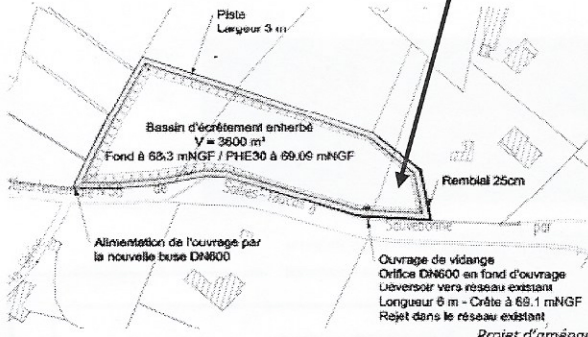 Piste
Largeur 3 m
Bassin d'écrêtement enherbé
V = 3600 m³
Fond à 68.3 mNGF / PHE30 à 69.09 mNGF
Remblai 25cm
Sauvebonne par
Alimentation de l'ouvrage par
la nouvelle buse DN600
Ouvrage de vidange
Orifice DN600 en fond d'ouvrage
Déversoir vers réseau existant
Longueur 6 m - Crête à 69.1 mNGF
Rejet dans le réseau existant
Projet d'aménag